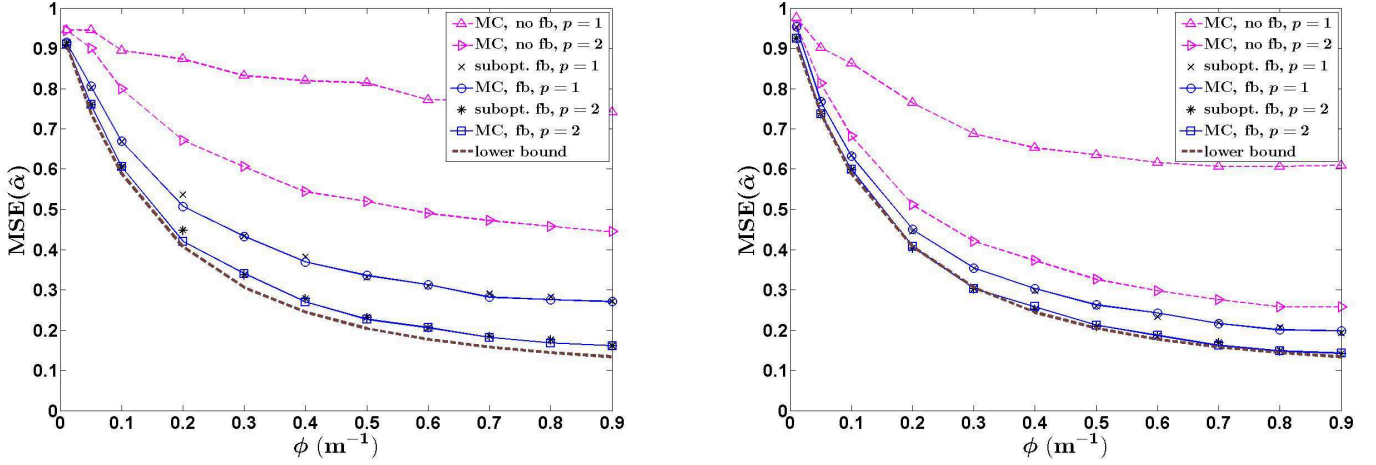 1
0.9
0.8
0.7
0.6
0.5
0.4
0.3
0.2
0.1
0
MSE(α̂)
MC, no fb, p = 1
MC, no fb, p = 2
subopt. fb, p = 1
MC, fb, p = 1
subopt. fb, p = 2
MC, fb, p = 2
lower bound
0 0.1 0.2 0.3 0.4 0.5 0.6 0.7 0.8 0.9
ϕ (m⁻¹)
1
0.9
0.8
0.7
0.6
0.5
0.4
0.3
0.2
0.1
0
MSE(α̂)
MC, no fb, p = 1
MC, no fb, p = 2
subopt. fb, p = 1
MC, fb, p = 1
subopt. fb, p = 2
MC, fb, p = 2
lower bound
0 0.1 0.2 0.3 0.4 0.5 0.6 0.7 0.8 0.9
ϕ (m⁻¹)